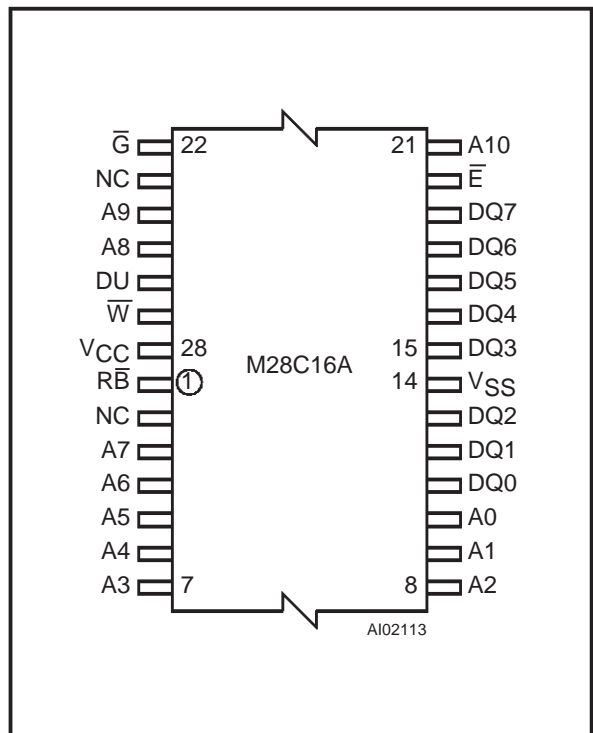 G̅ 22 21 A10
NC E̅
A9 DQ7
A8 DQ6
DU DQ5
W̅ DQ4
VCC 28 15 DQ3
M28C16A
RB̅ 1 14 VSS
NC DQ2
A7 DQ1
A6 DQ0
A5 A0
A4 A1
A3 7 8 A2
AI02113